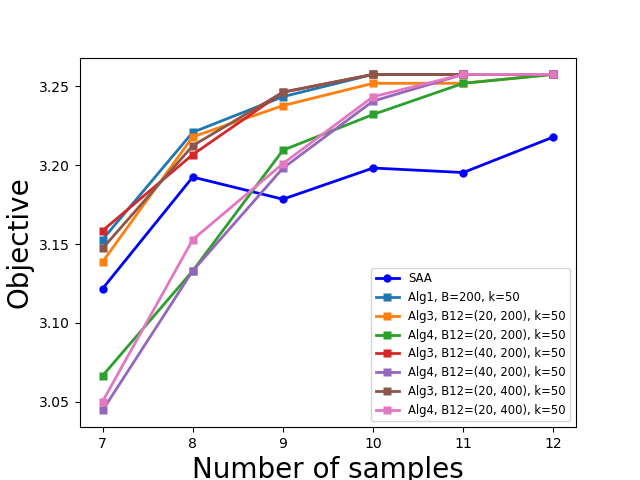 3.25
3.20
3.15
3.10
3.05
Objective
7 8 9 10 11 12
Number of samples
SAA
Alg1, B=200, k=50
Alg3, B12=(20, 200), k=50
Alg4, B12=(20, 200), k=50
Alg3, B12=(40, 200), k=50
Alg4, B12=(40, 200), k=50
Alg3, B12=(20, 400), k=50
Alg4, B12=(20, 400), k=50